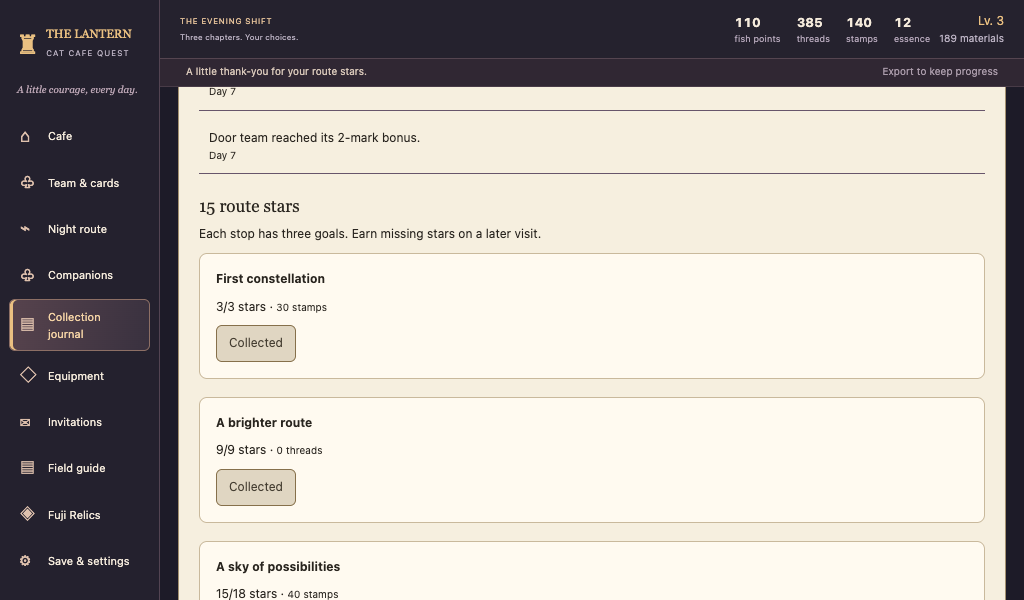 THE LANTERN
CAT CAFE QUEST
A little courage, every day.
Cafe
Team & cards
Night route
Companions
Collection
journal
Equipment
Invitations
Field guide
Fuji Relics
Save & settings
THE EVENING SHIFT
Three chapters. Your choices.
110
fish points
385
threads
140
stamps
12
essence
Lv. 3
189 materials
A little thank-you for your route stars.
Export to keep progress
Day 7
Door team reached its 2-mark bonus.
Day 7
15 route stars
Each stop has three goals. Earn missing stars on a later visit.
First constellation
3/3 stars · 30 stamps
Collected
A brighter route
9/9 stars · 0 threads
Collected
A sky of possibilities
15/18 stars · 40 stamps